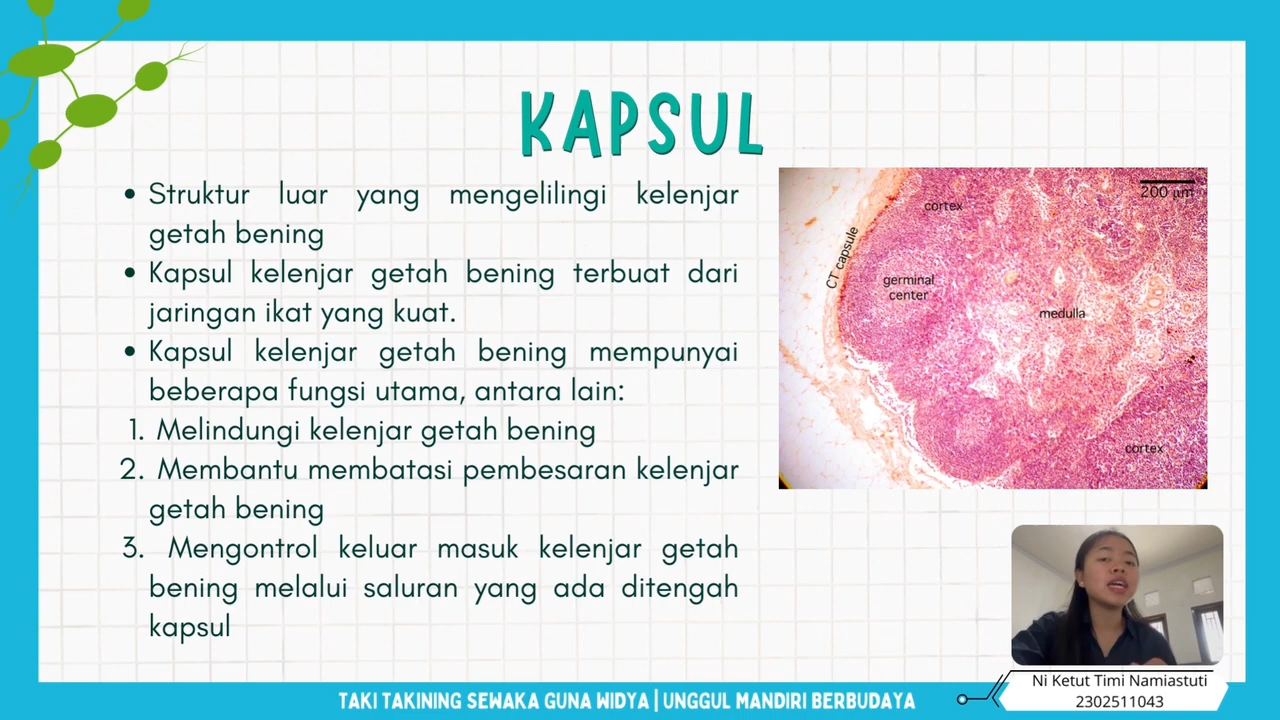 KAPSUL
• Struktur luar yang mengelilingi kelenjar
getah bening
• Kapsul kelenjar getah bening terbuat dari
jaringan ikat yang kuat.
• Kapsul kelenjar getah bening mempunyai
beberapa fungsi utama, antara lain:
1. Melindungi kelenjar getah bening
2. Membantu membatasi pembesaran kelenjar
getah bening
3. Mengontrol keluar masuk kelenjar getah
bening melalui saluran yang ada ditengah
kapsul
200 µm
cortex
CT capsule
germinal
center
medulla
cortex
Ni Ketut Timi Namiastuti
2302511043
TAKI TAKINING SEWAKA GUNA WIDYA | UNGGUL MANDIRI BERBUDAYA